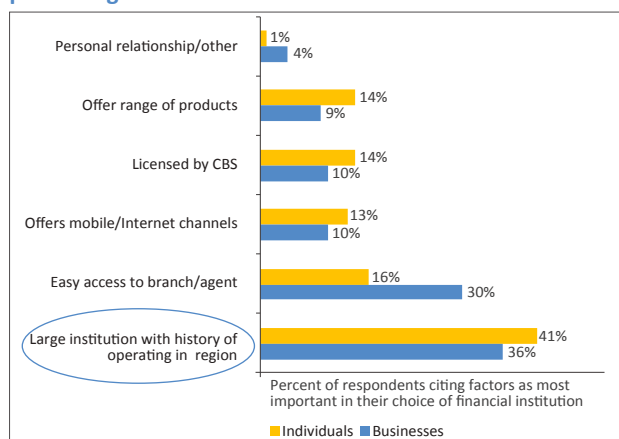 Personal relationship/other
1%
4%
Offer range of products
14%
9%
Licensed by CBS
14%
10%
Offers mobile/Internet channels
13%
10%
Easy access to branch/agent
16%
30%
Large institution with history of
operating in region
41%
36%
Percent of respondents citing factors as most
important in their choice of financial institution
Individuals Businesses